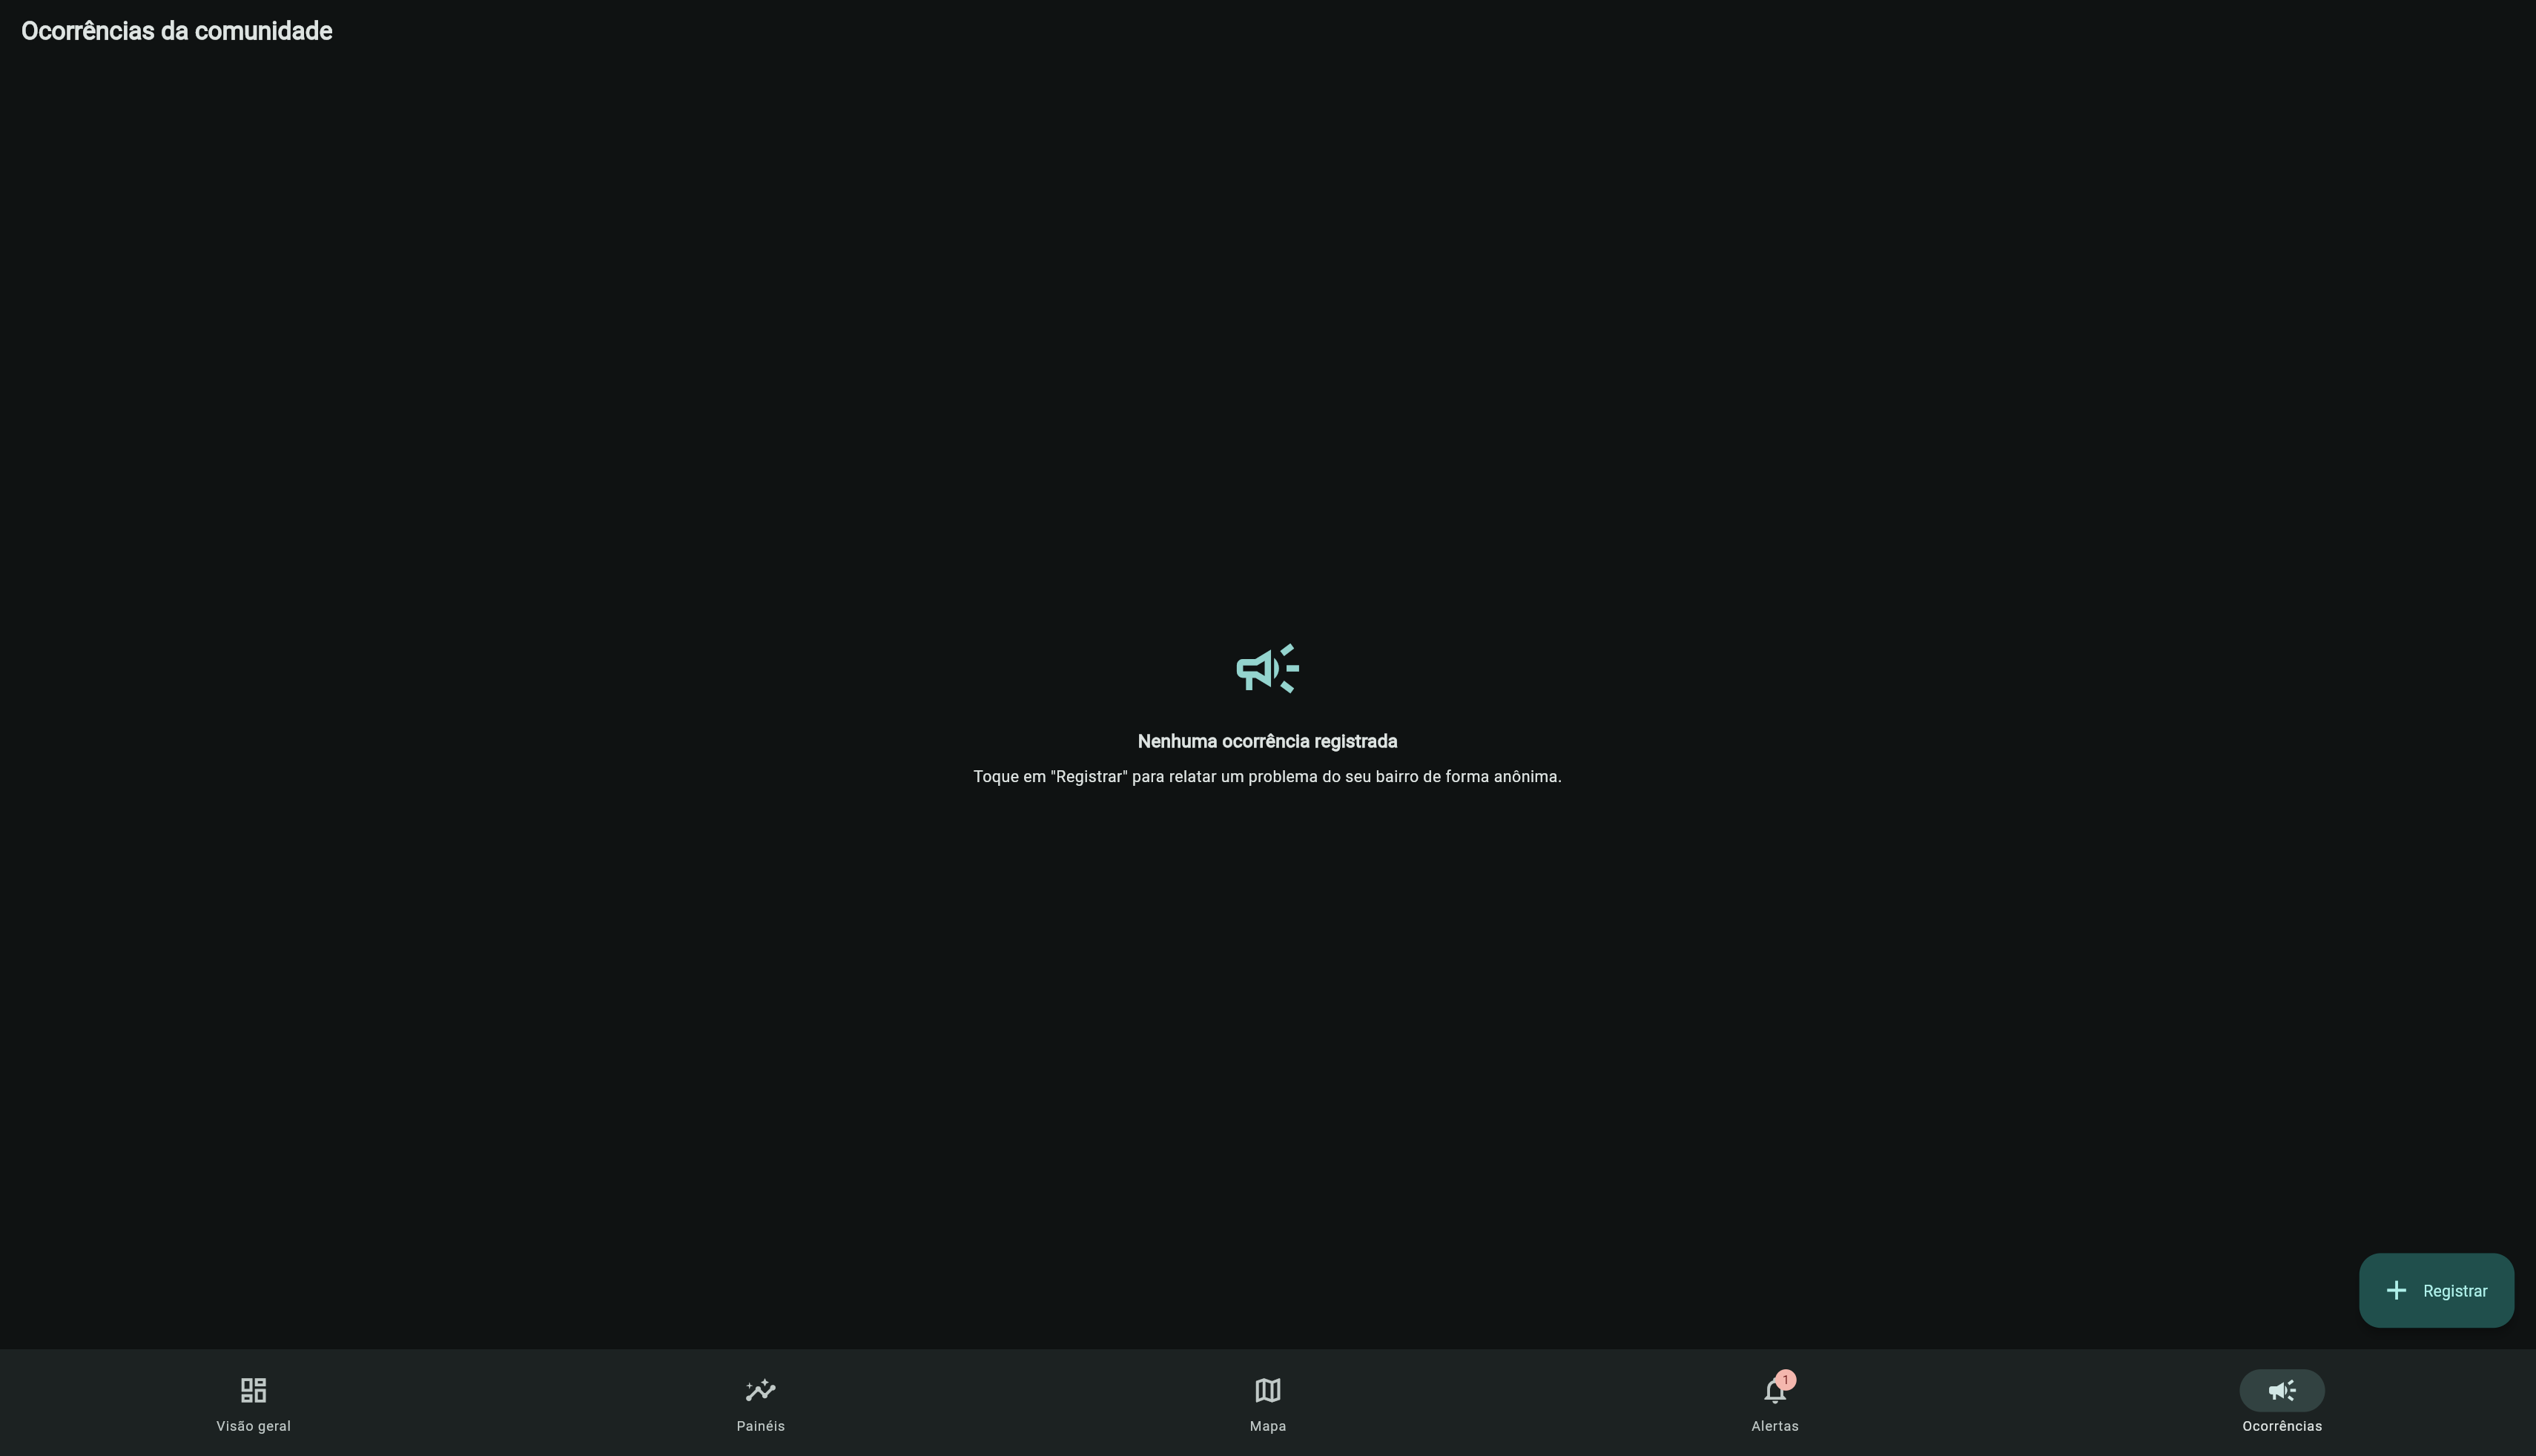 Ocorrências da comunidade
Nenhuma ocorrência registrada
Toque em "Registrar" para relatar um problema do seu bairro de forma anônima.
Registrar
1
Visão geral
Painéis
Mapa
Alertas
Ocorrências